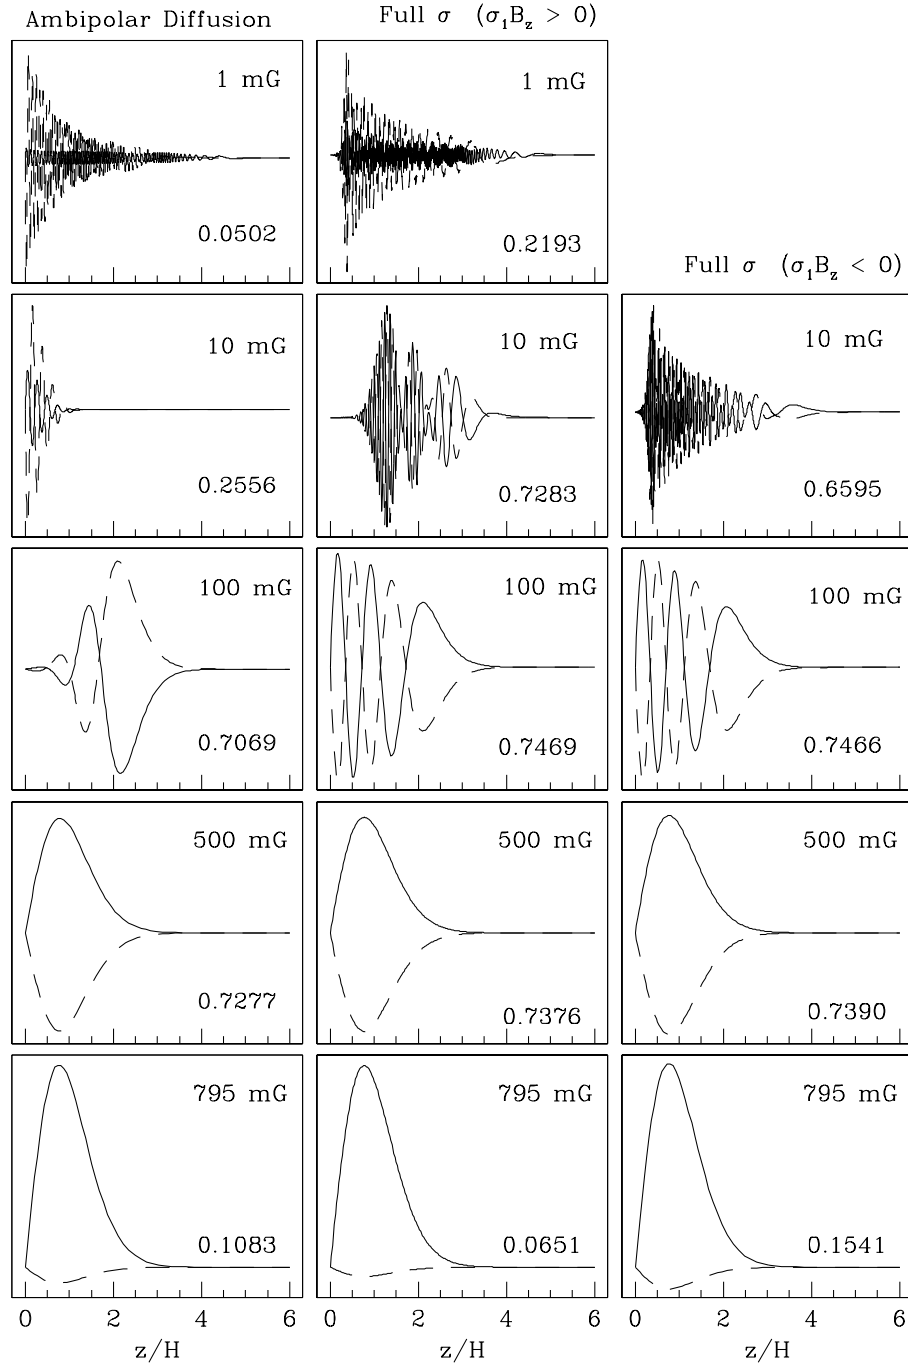 Ambipolar Diffusion
Full σ (σ₁B_z > 0)
1 mG
1 mG
0.0502
0.2193
Full σ (σ₁B_z < 0)
10 mG
10 mG
10 mG
0.2556
0.7283
0.6595
100 mG
100 mG
100 mG
0.7069
0.7469
0.7466
500 mG
500 mG
500 mG
0.7277
0.7376
0.7390
795 mG
795 mG
795 mG
0.1083
0.0651
0.1541
0 2 4 6
0 2 4 6
0 2 4 6
z/H
z/H
z/H